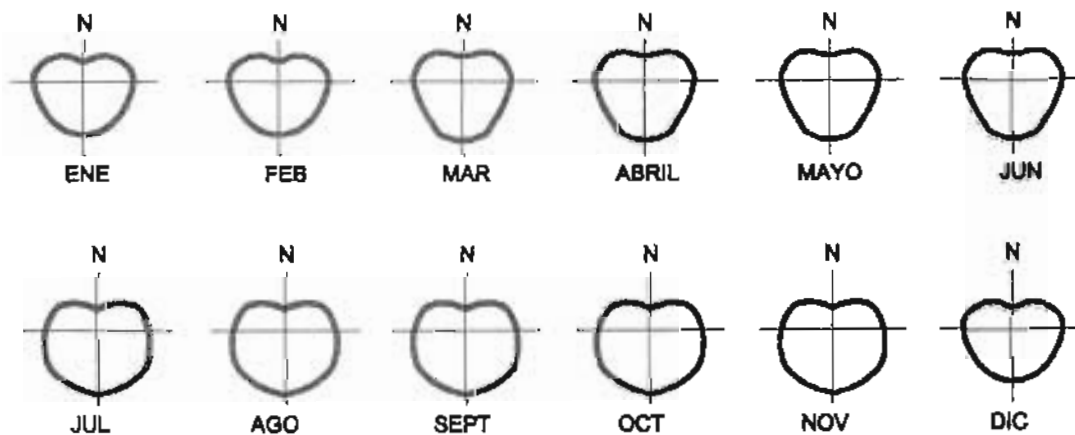 N N N N N N
ENE FEB MAR ABRIL MAYO JUN
N N N N N N
JUL AGO SEPT OCT NOV DIC